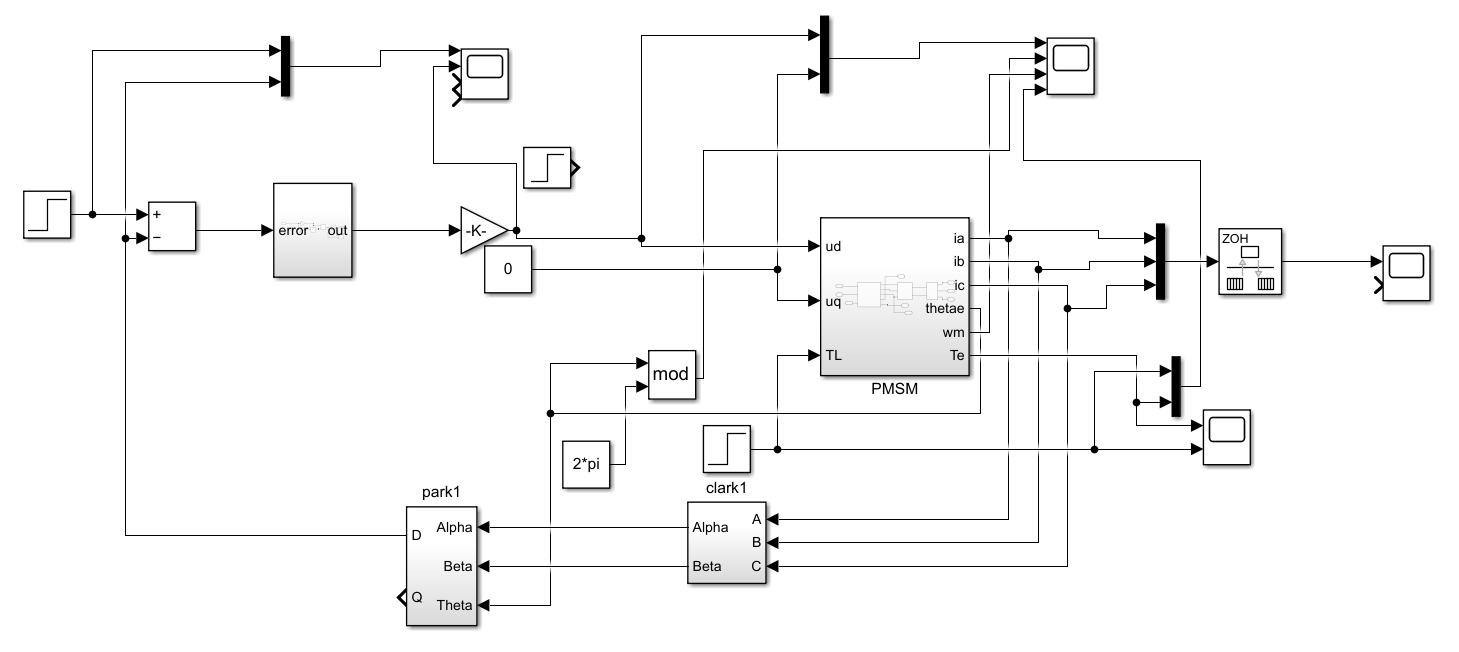 +
−
error
out
-K-
0
ud
uq
TL
ia
ib
ic
thetae
wm
Te
PMSM
ZOH
mod
2*pi
clark1
A
B
C
Alpha
Beta
park1
Alpha
Beta
Theta
D
Q